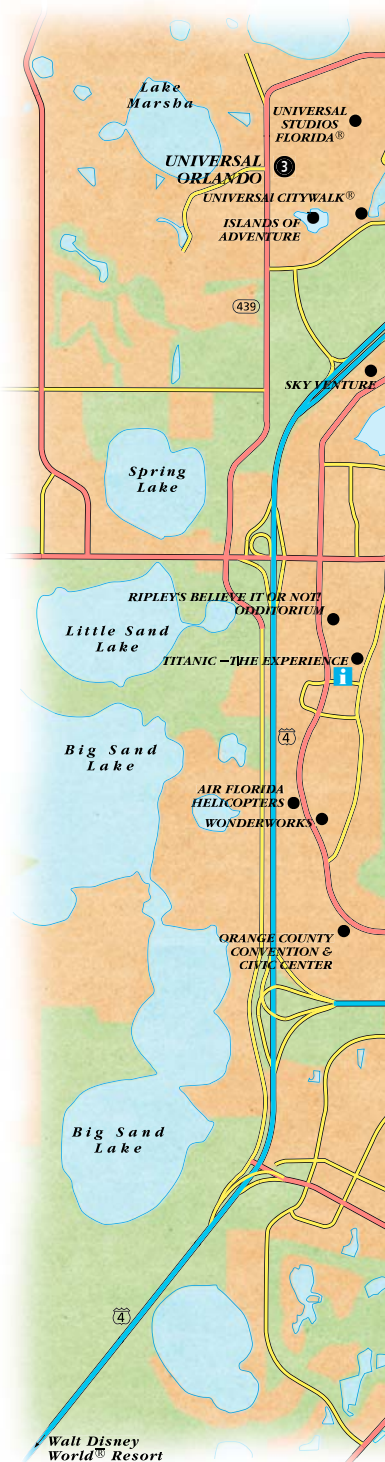 Lake
Marsha
UNIVERSAL
STUDIOS
FLORIDA®
UNIVERSAL
ORLANDO
3
UNIVERSAl CITYWALK®
ISLANDS OF
ADVENTURE
439
SKY VENTURE
Spring
Lake
RIPLEY'S BELIEVE IT OR NOT!
ODDITORIUM
Little Sand
Lake
TITANIC –THE EXPERIENCE
i
4
Big Sand
Lake
AIR FLORIDA
HELICOPTERS
WONDERWORKS
ORANGE COUNTY
CONVENTION &
CIVIC CENTER
Big Sand
Lake
4
Walt Disney
World® Resort